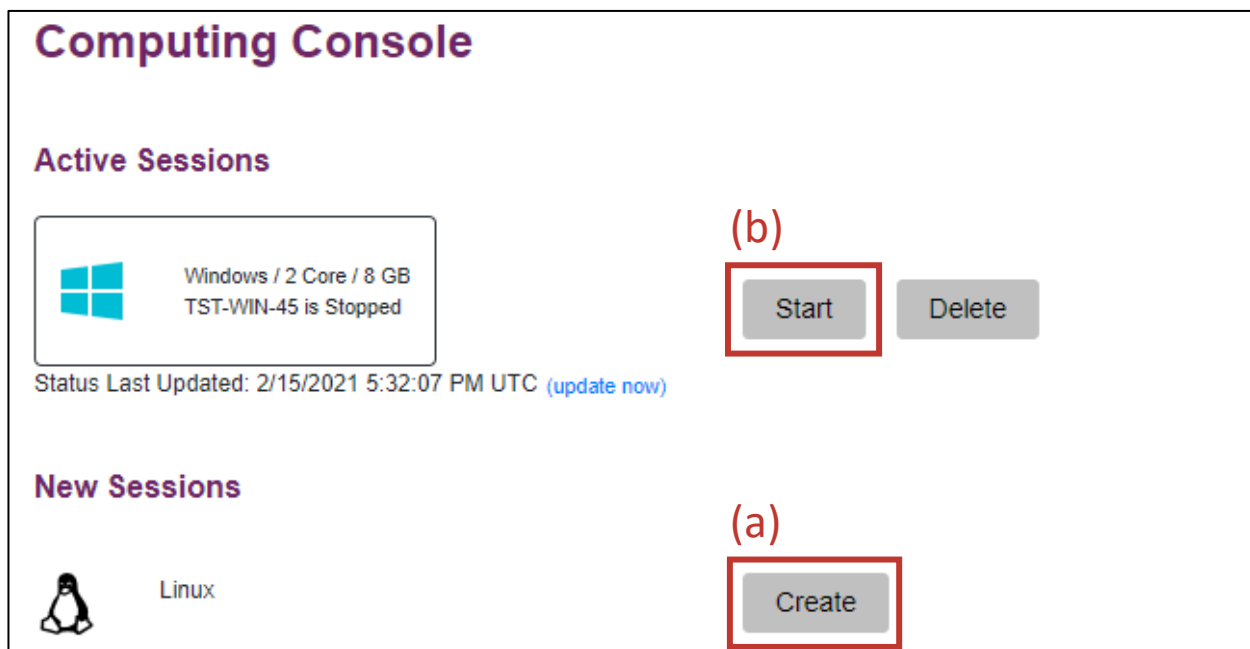 Computing Console
Active Sessions
(b)
Windows / 2 Core / 8 GB
TST-WIN-45 is Stopped
Start
Delete
Status Last Updated: 2/15/2021 5:32:07 PM UTC (update now)
New Sessions
(a)
Linux
Create